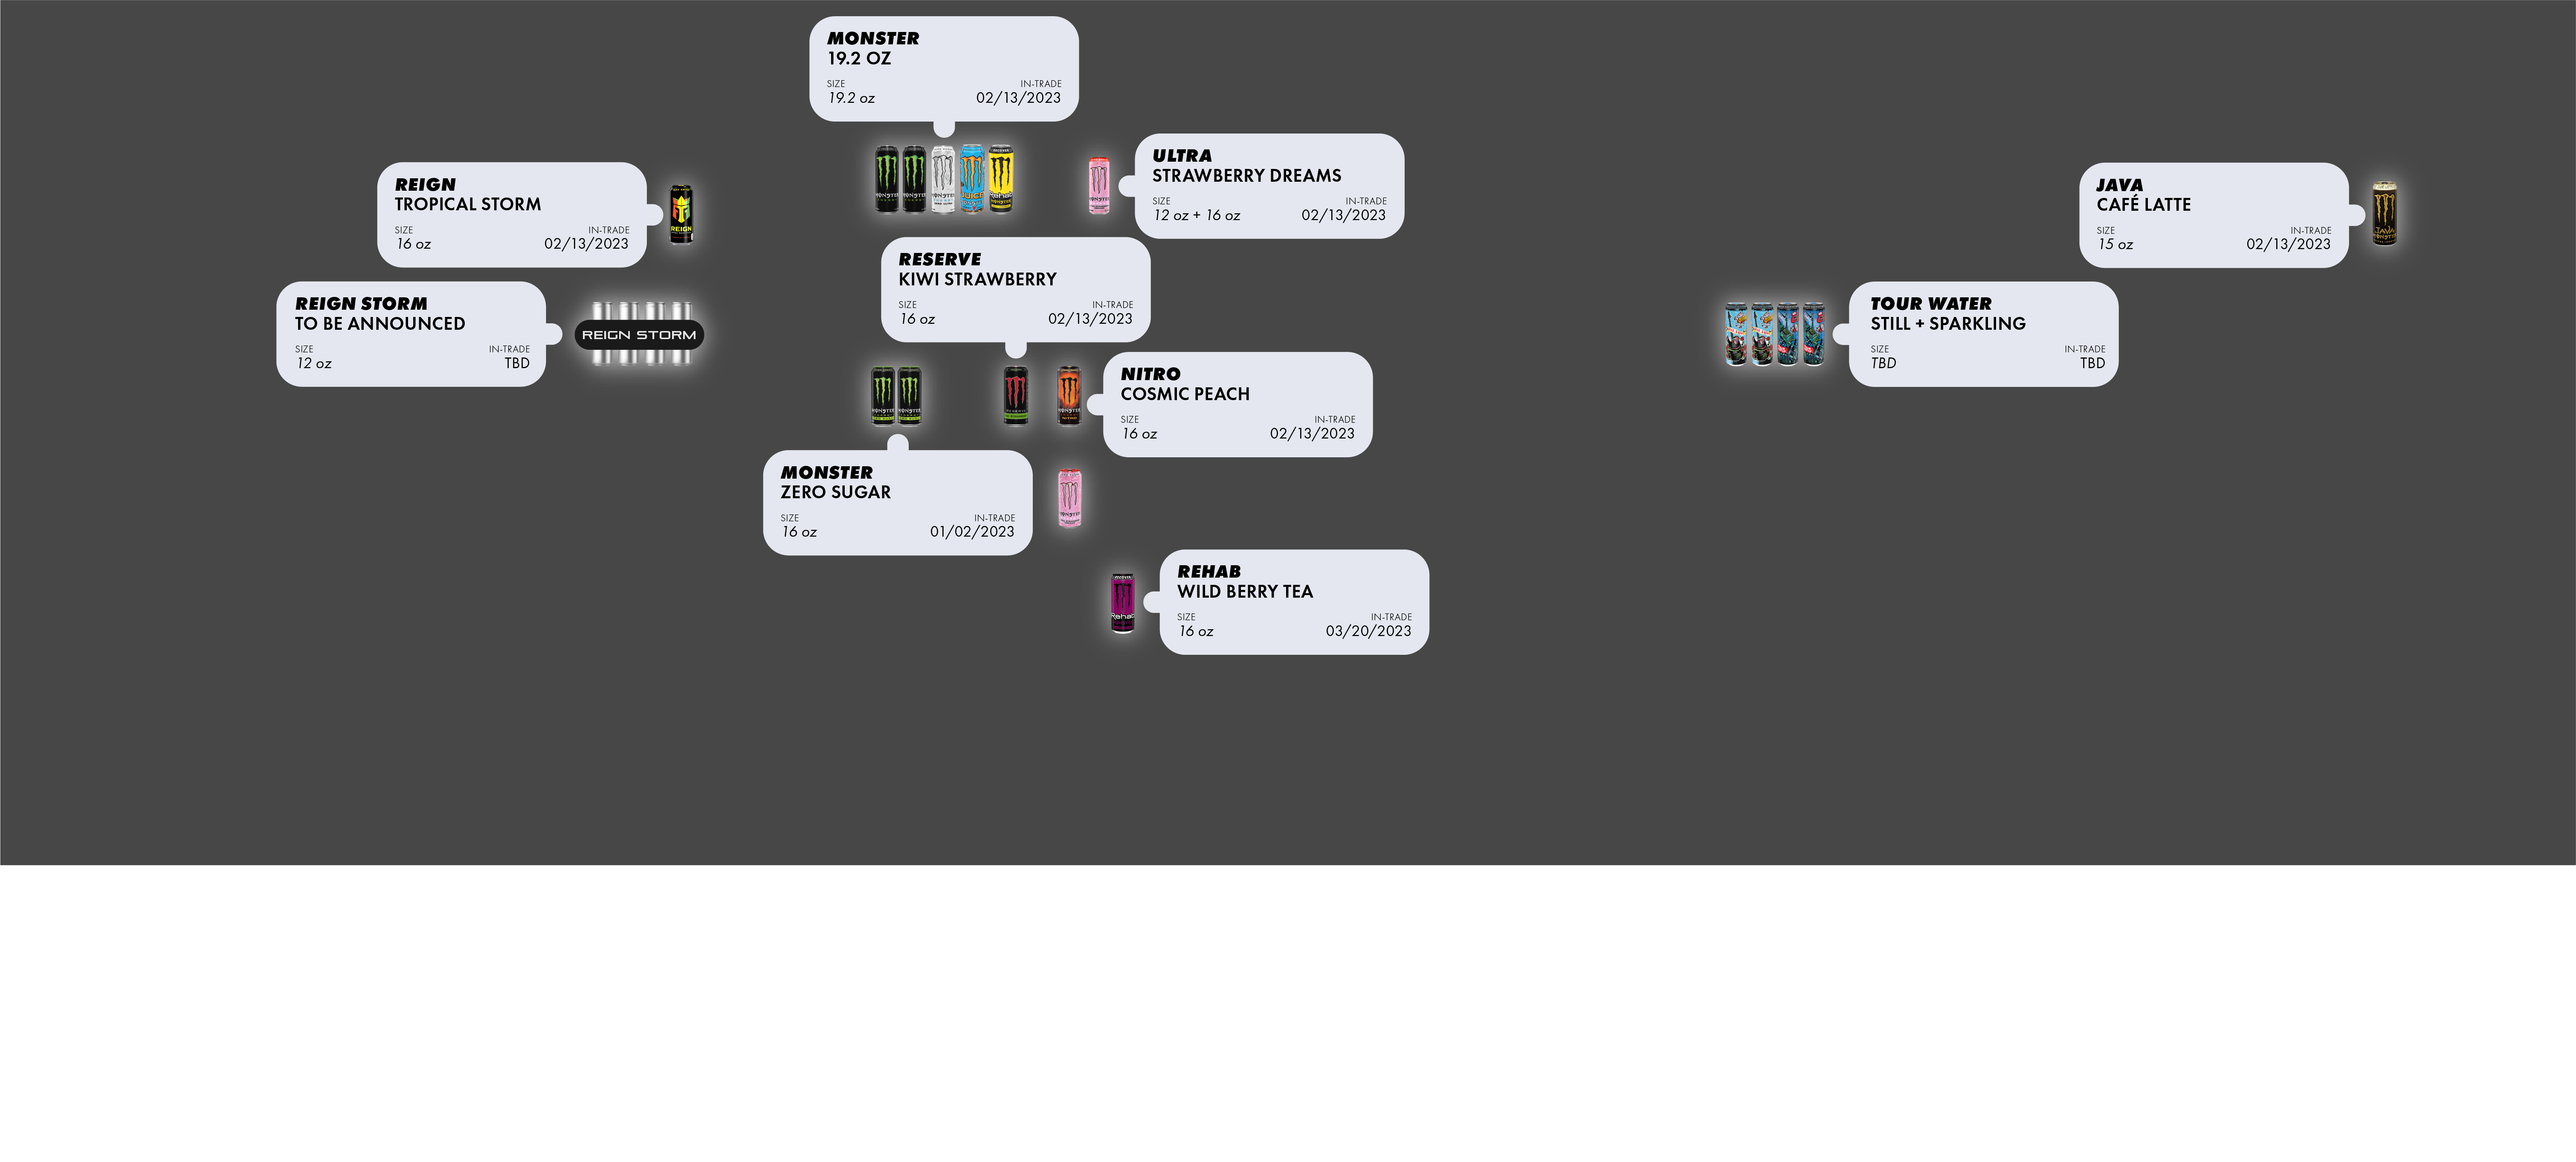 MONSTER
19.2 OZ
SIZE
IN-TRADE
19.2 oz
02/13/2023
ULTRA
STRAWBERRY DREAMS
SIZE
IN-TRADE
12 oz + 16 oz
02/13/2023
REIGN
TROPICAL STORM
SIZE
IN-TRADE
16 oz
02/13/2023
REIGN
JAVA
CAFÉ LATTE
SIZE
IN-TRADE
15 oz
02/13/2023
JAVA
MONSTER
RESERVE
KIWI STRAWBERRY
SIZE
IN-TRADE
16 oz
02/13/2023
REIGN STORM
TO BE ANNOUNCED
SIZE
IN-TRADE
12 oz
TBD
REIGN STORM
TOUR WATER
STILL + SPARKLING
SIZE
IN-TRADE
TBD
TBD
NITRO
COSMIC PEACH
SIZE
IN-TRADE
16 oz
02/13/2023
MONSTER
ZERO SUGAR
SIZE
IN-TRADE
16 oz
01/02/2023
REHAB
WILD BERRY TEA
SIZE
IN-TRADE
16 oz
03/20/2023